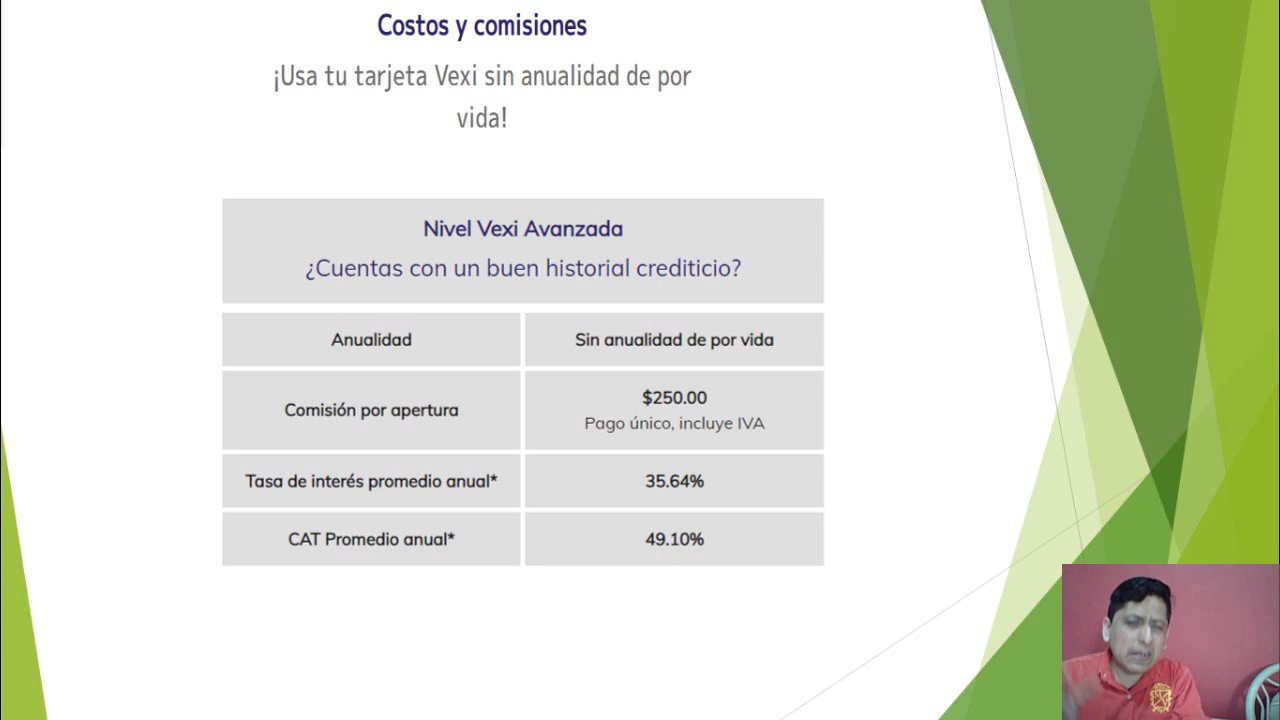 Costos y comisiones
¡Usa tu tarjeta Vexi sin anualidad de por
vida!
Nivel Vexi Avanzada
¿Cuentas con un buen historial crediticio?
Anualidad
Sin anualidad de por vida
Comisión por apertura
$250.00
Pago único, incluye IVA
Tasa de interés promedio anual*
35.64%
CAT Promedio anual*
49.10%